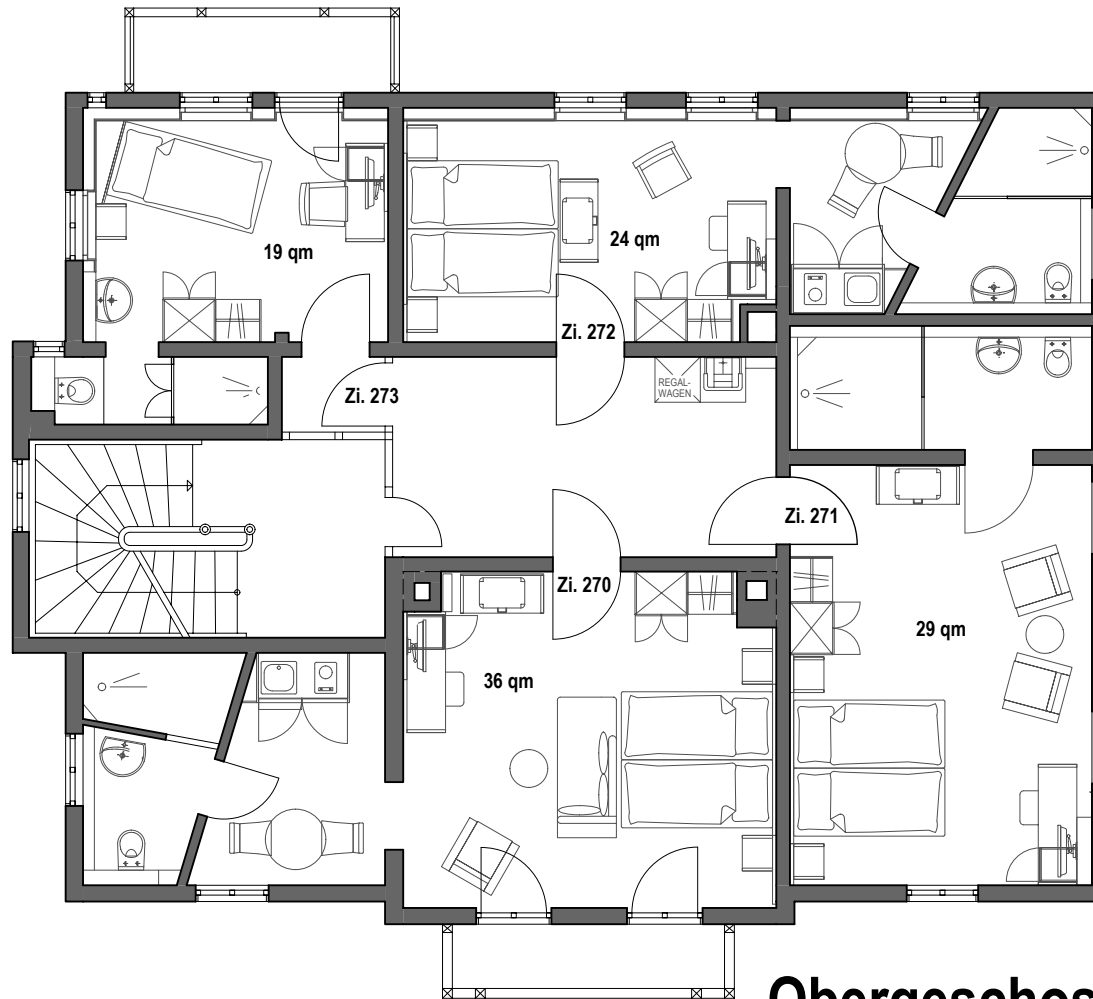 19 qm
24 qm
Zi. 272
REGAL-
WAGEN
Zi. 273
Zi. 271
Zi. 270
29 qm
36 qm